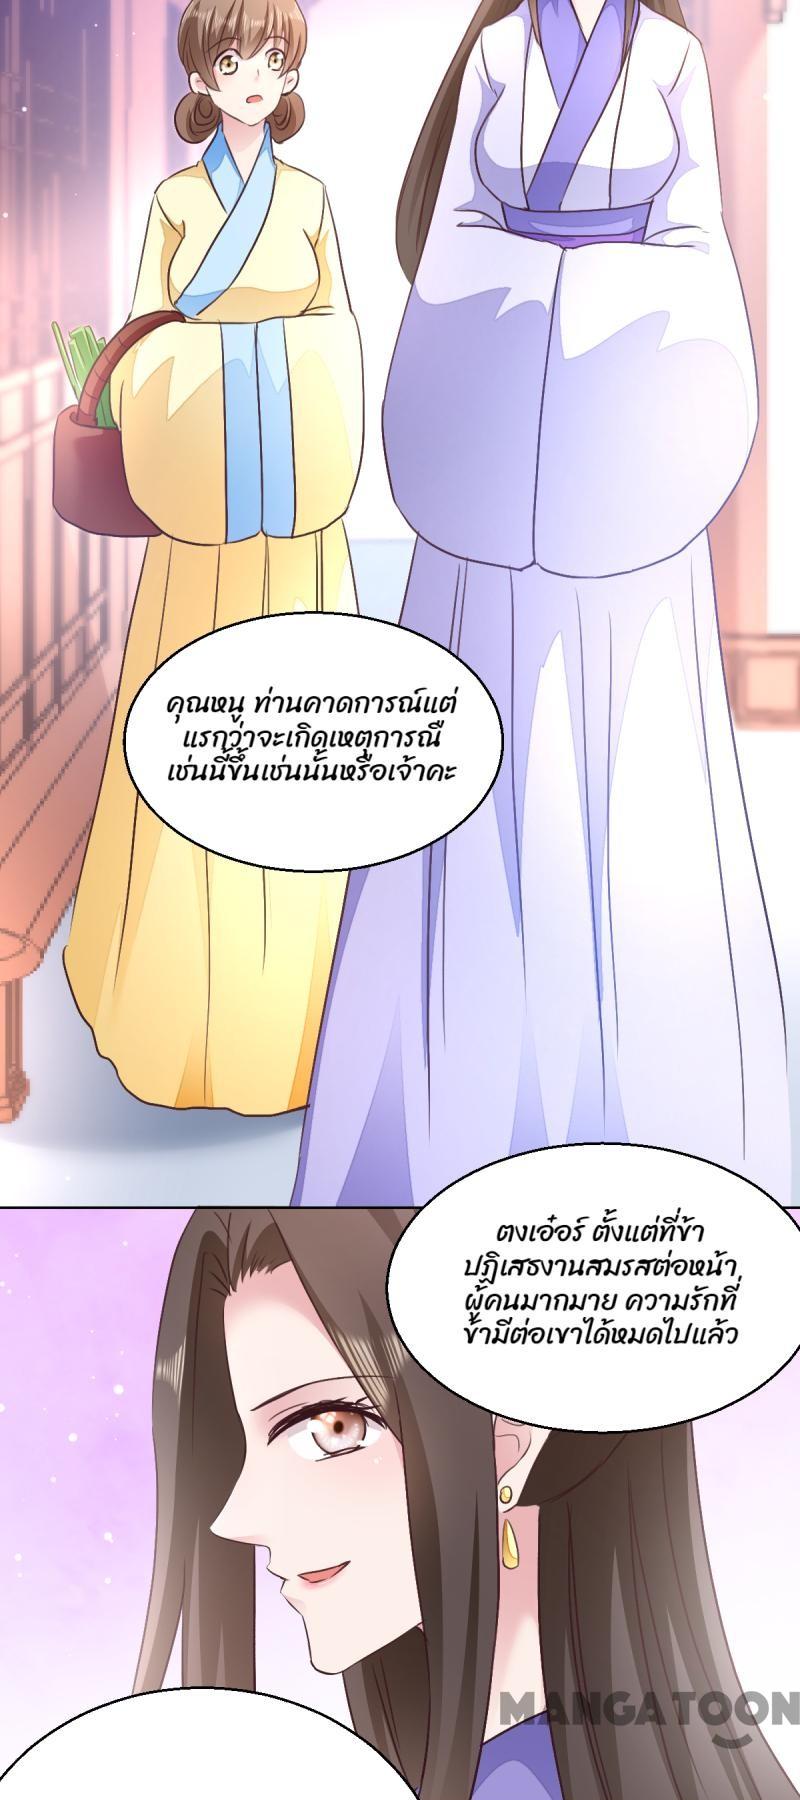 คุณหนู ท่านคาดการณ์แต่
แรกว่าจะเกิดเหตุการณ์
เช่นนี้ขึ้นเช่นนั้นหรือเจ้าคะ
ตงเอ๋อร์ ตั้งแต่ที่ข้า
ปฏิเสธงานสมรสต่อหน้า
ผู้คนมากมาย ความรักที่
ข้ามีต่อเขาได้หมดไปแล้ว
MANGATOON